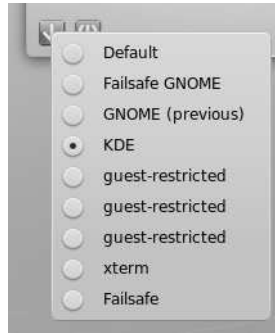 Default
Failsafe GNOME
GNOME (previous)
KDE
guest-restricted
guest-restricted
guest-restricted
xterm
Failsafe